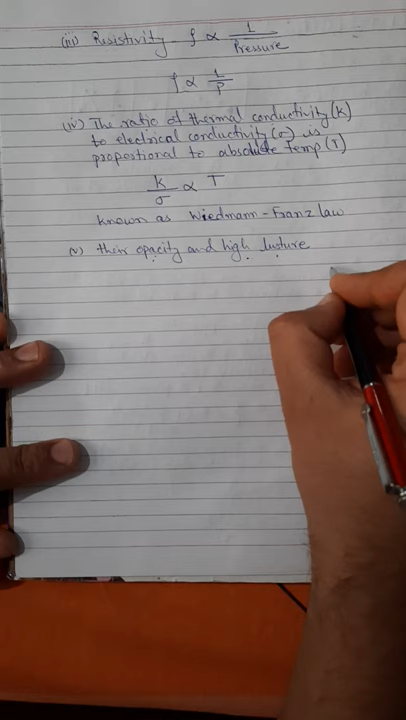 (iii) Resistivity ρ ∝ 1/Pressure
ρ ∝ 1/P
(iv) The ratio of thermal conductivity (K)
to electrical conductivity (σ) is
proportional to absolute Temp (T)
K/σ ∝ T
known as Wiedmann-Franz law
(v) their opacity and high lusture